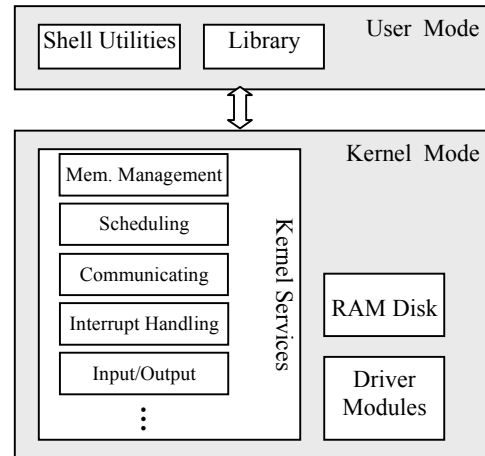 User Mode
Shell Utilities
Library
Kernel Mode
Mem. Management
Scheduling
Communicating
Interrupt Handling
Input/Output
Kernel Services
RAM Disk
Driver
Modules